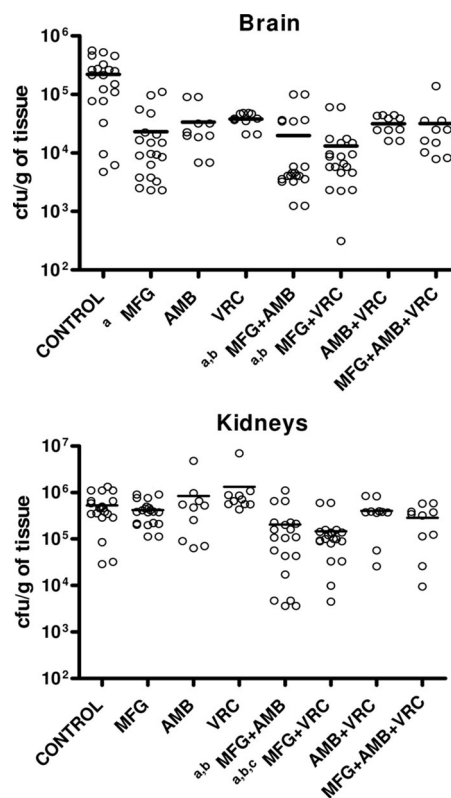 Brain
cfu/g of tissue
10^6
10^5
10^4
10^3
10^2
CONTROL
a MFG
AMB
VRC
a,b MFG+AMB
a,b MFG+VRC
AMB+VRC
MFG+AMB+VRC
Kidneys
cfu/g of tissue
10^7
10^6
10^5
10^4
10^3
10^2
CONTROL
MFG
AMB
VRC
a,b MFG+AMB
a,b,c MFG+VRC
AMB+VRC
MFG+AMB+VRC